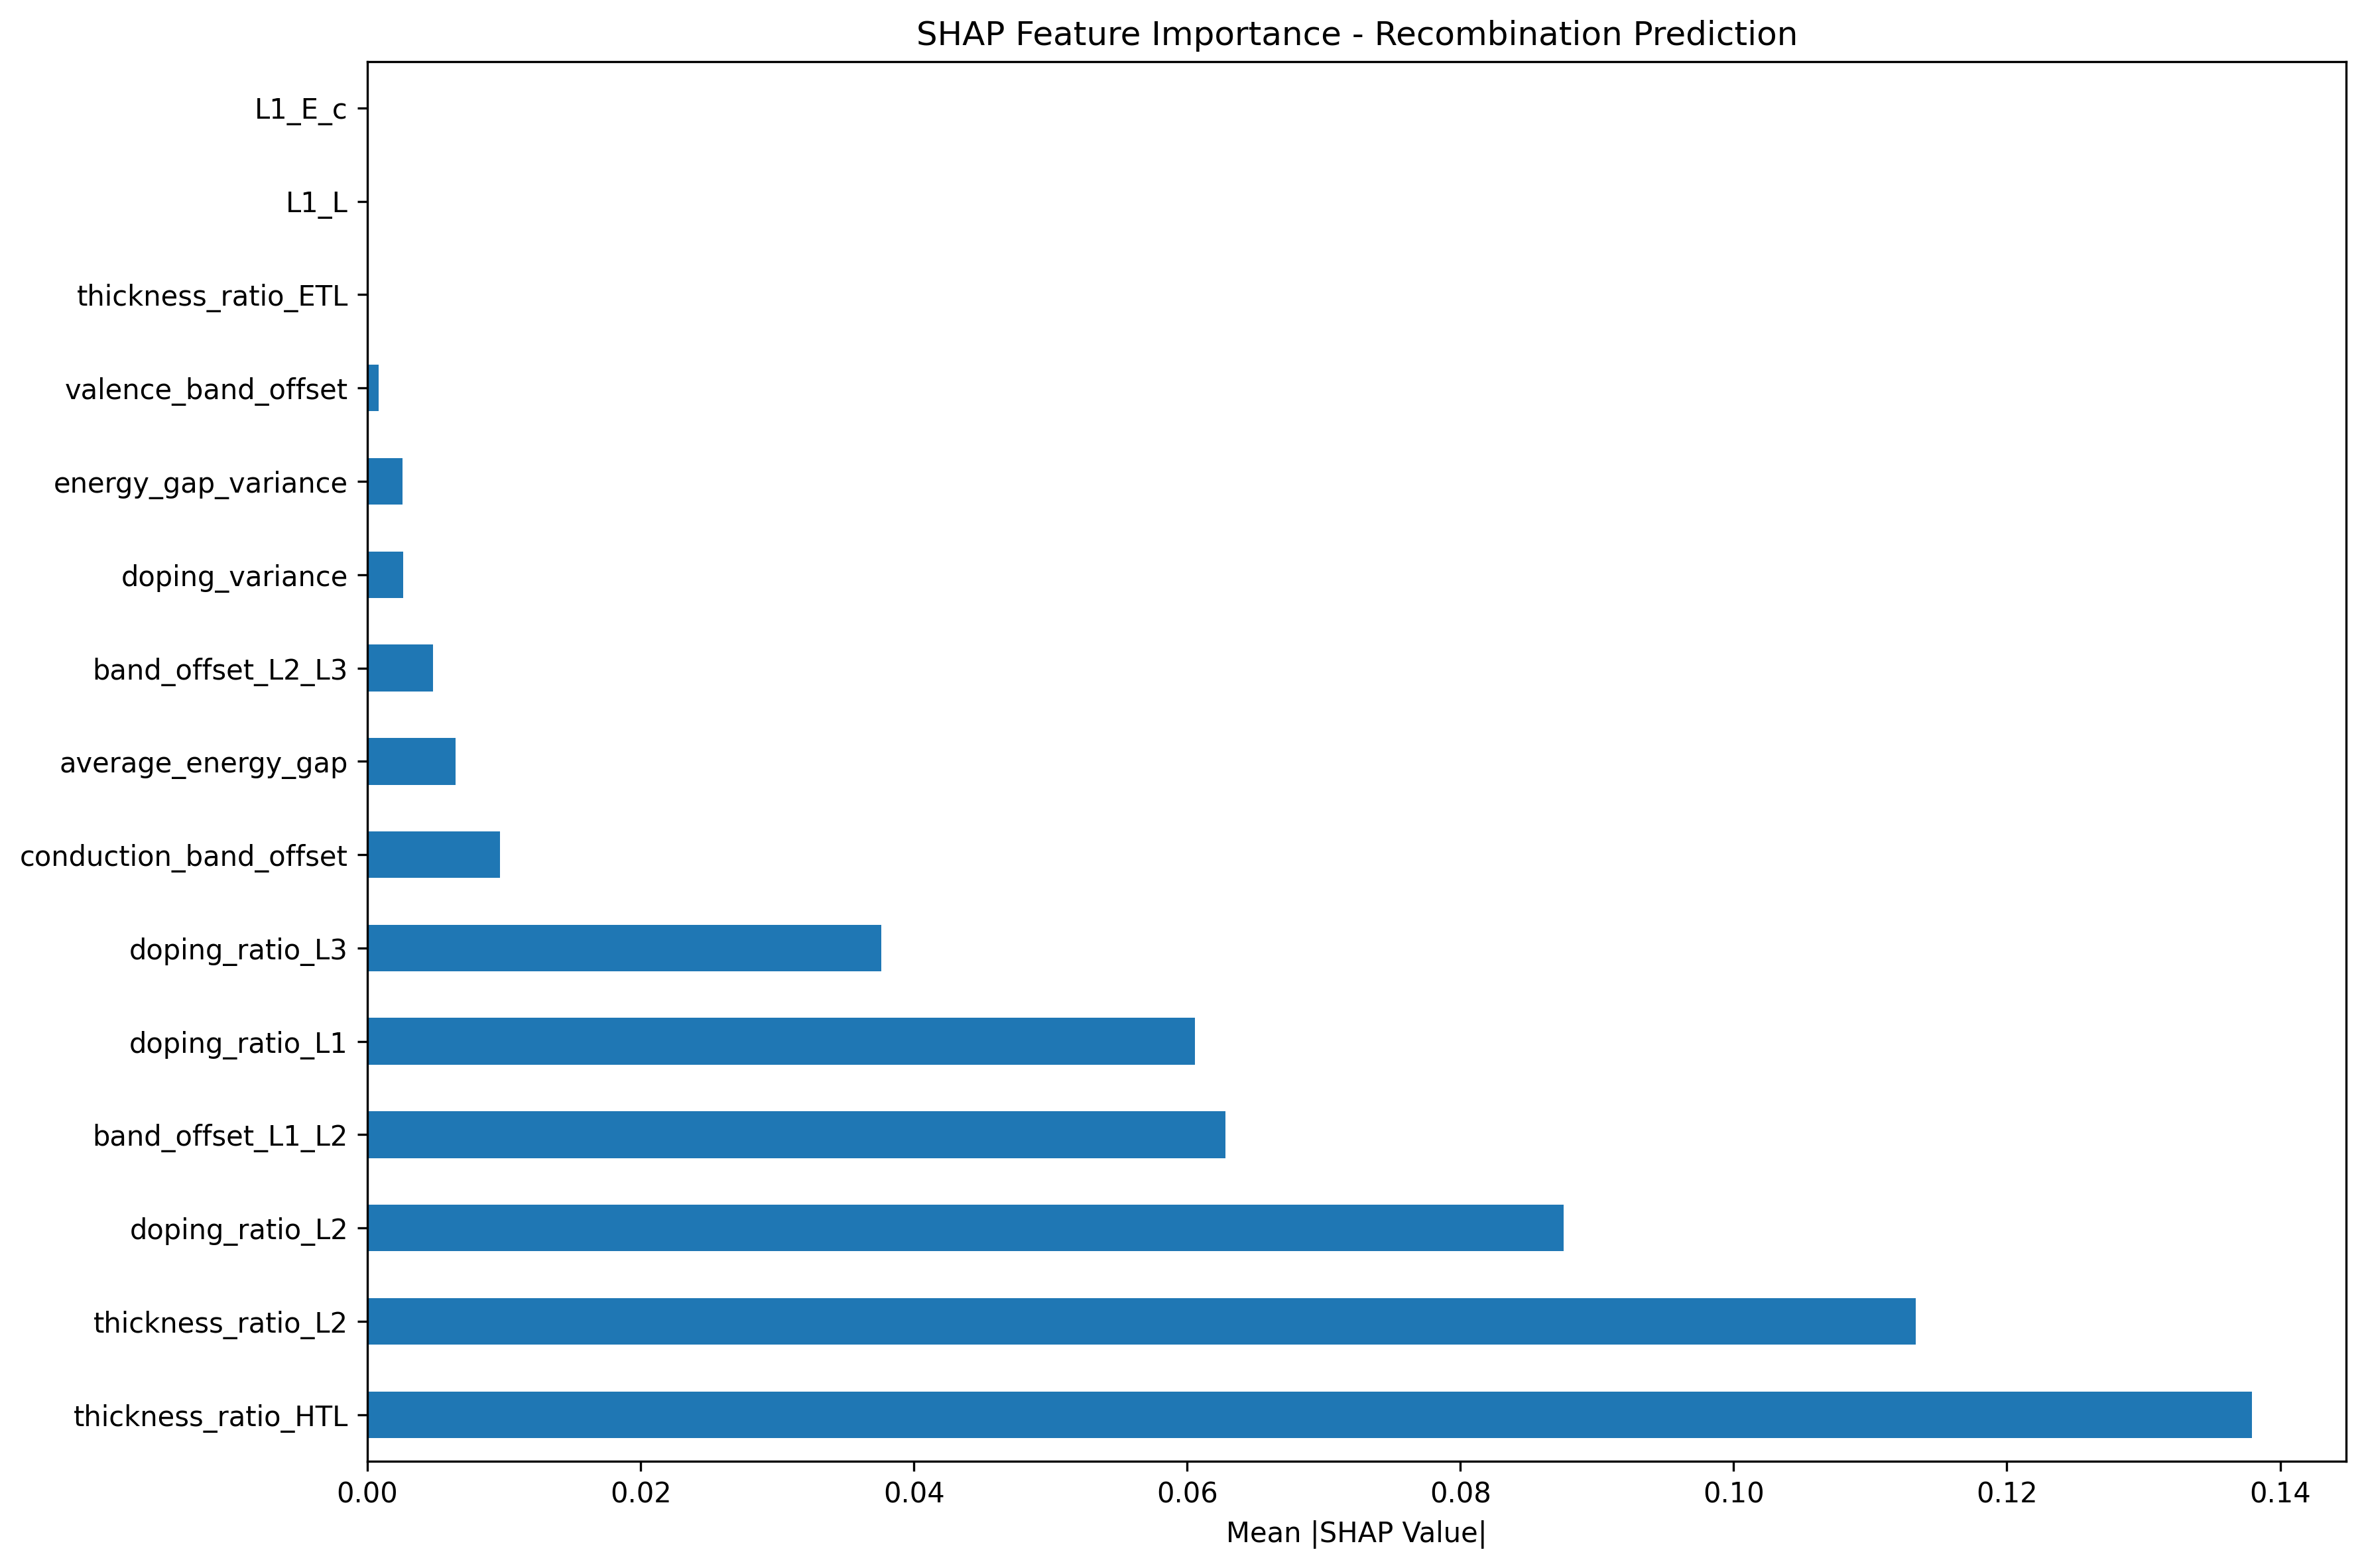 SHAP Feature Importance - Recombination Prediction
L1_E_c
L1_L
thickness_ratio_ETL
valence_band_offset
energy_gap_variance
doping_variance
band_offset_L2_L3
average_energy_gap
conduction_band_offset
doping_ratio_L3
doping_ratio_L1
band_offset_L1_L2
doping_ratio_L2
thickness_ratio_L2
thickness_ratio_HTL
0.00 0.02 0.04 0.06 0.08 0.10 0.12 0.14
Mean |SHAP Value|